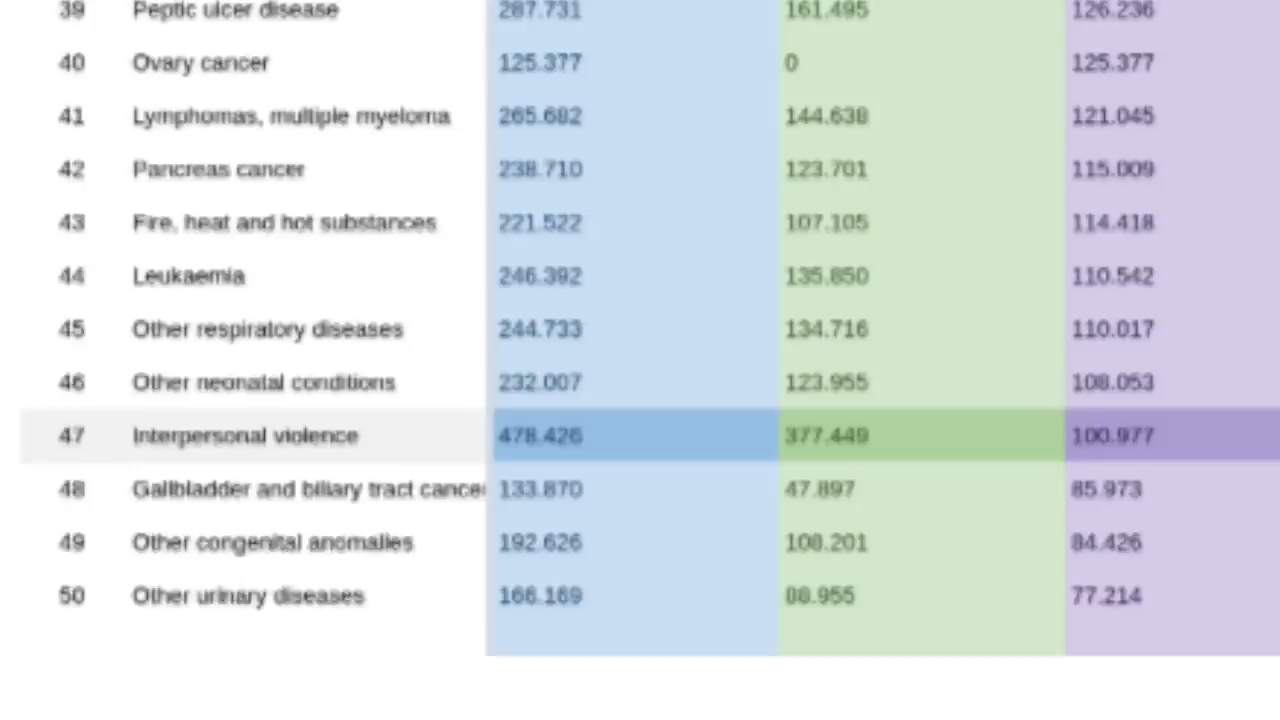 39 Peptic ulcer disease 287.731 161.495 126.236
40 Ovary cancer 125.377 0 125.377
41 Lymphomas, multiple myeloma 265.682 144.638 121.045
42 Pancreas cancer 238.710 123.701 115.009
43 Fire, heat and hot substances 221.522 107.105 114.418
44 Leukaemia 246.392 135.850 110.542
45 Other respiratory diseases 244.733 134.716 110.017
46 Other neonatal conditions 232.007 123.955 108.053
47 Interpersonal violence 478.426 377.449 100.977
48 Gallbladder and biliary tract cancer 133.870 47.897 85.973
49 Other congenital anomalies 192.626 108.201 84.426
50 Other urinary diseases 166.169 88.955 77.214